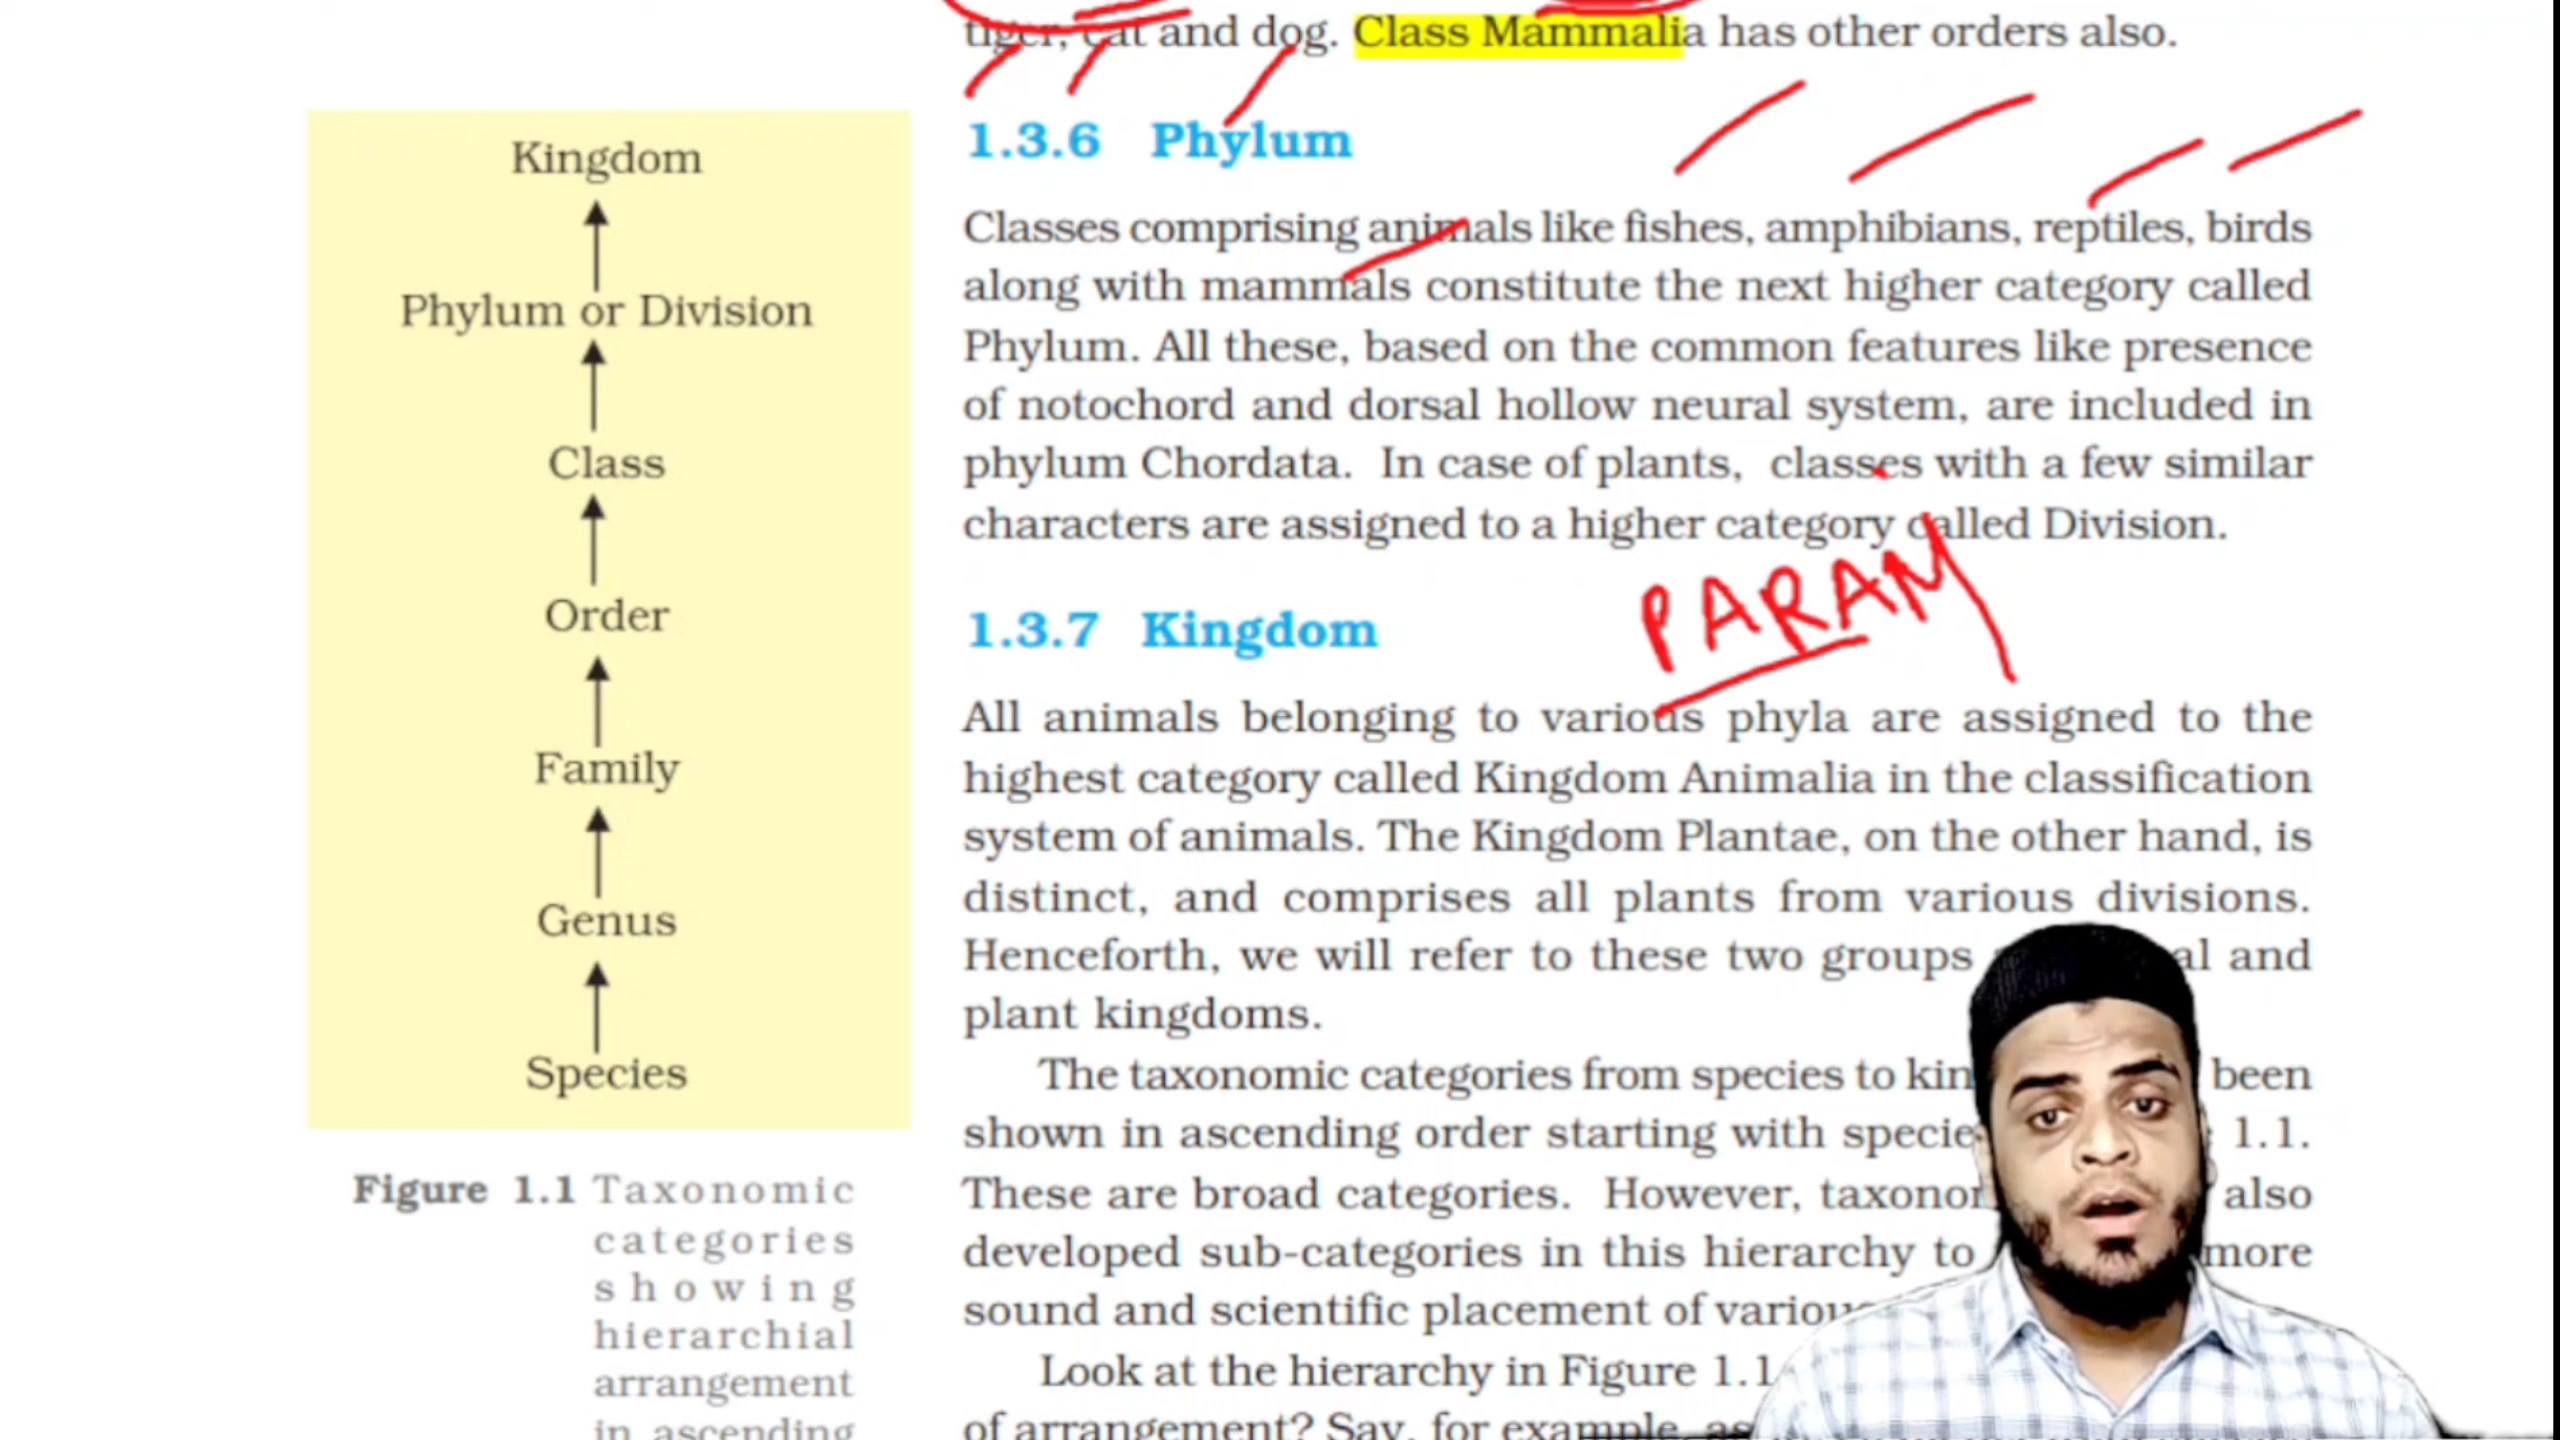 tiger, cat and dog. Class Mammalia has other orders also.
Kingdom
Phylum or Division
Class
Order
Family
Genus
Species
Figure 1.1 Taxonomic
categories
showing
hierarchial
arrangement
in ascending
1.3.6 Phylum
Classes comprising animals like fishes, amphibians, reptiles, birds
along with mammals constitute the next higher category called
Phylum. All these, based on the common features like presence
of notochord and dorsal hollow neural system, are included in
phylum Chordata. In case of plants, classes with a few similar
characters are assigned to a higher category called Division.
PARAM
1.3.7 Kingdom
All animals belonging to various phyla are assigned to the
highest category called Kingdom Animalia in the classification
system of animals. The Kingdom Plantae, on the other hand, is
distinct, and comprises all plants from various divisions.
Henceforth, we will refer to these two groups and
plant kingdoms.
The taxonomic categories from species to been
shown in ascending order starting with 1.1.
These are broad categories. However, also
developed sub-categories in this hierarchy to more
sound and scientific placement of
Look at the hierarchy in Figure 1.1
of arrangement? Say, for example,